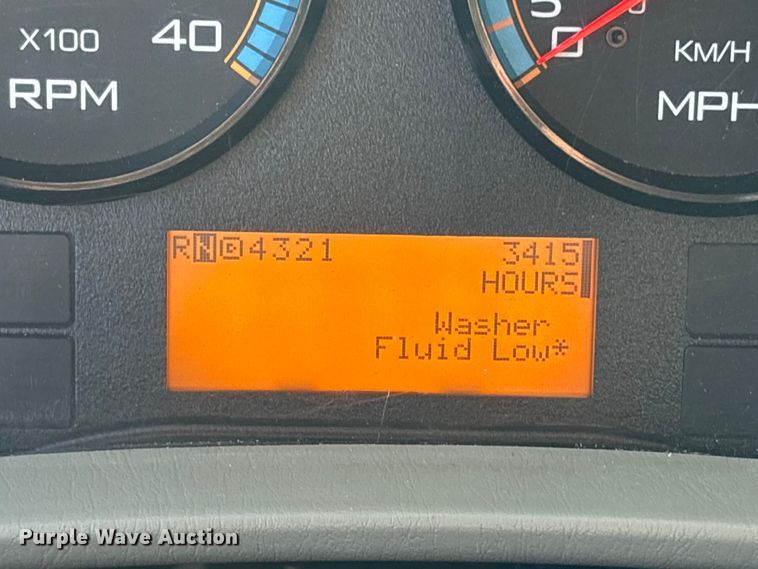 X100 40
RPM
5
0
KM/H
MPH
RND4321 3415
HOURS
Washer
Fluid Low*
Purple Wave Auction